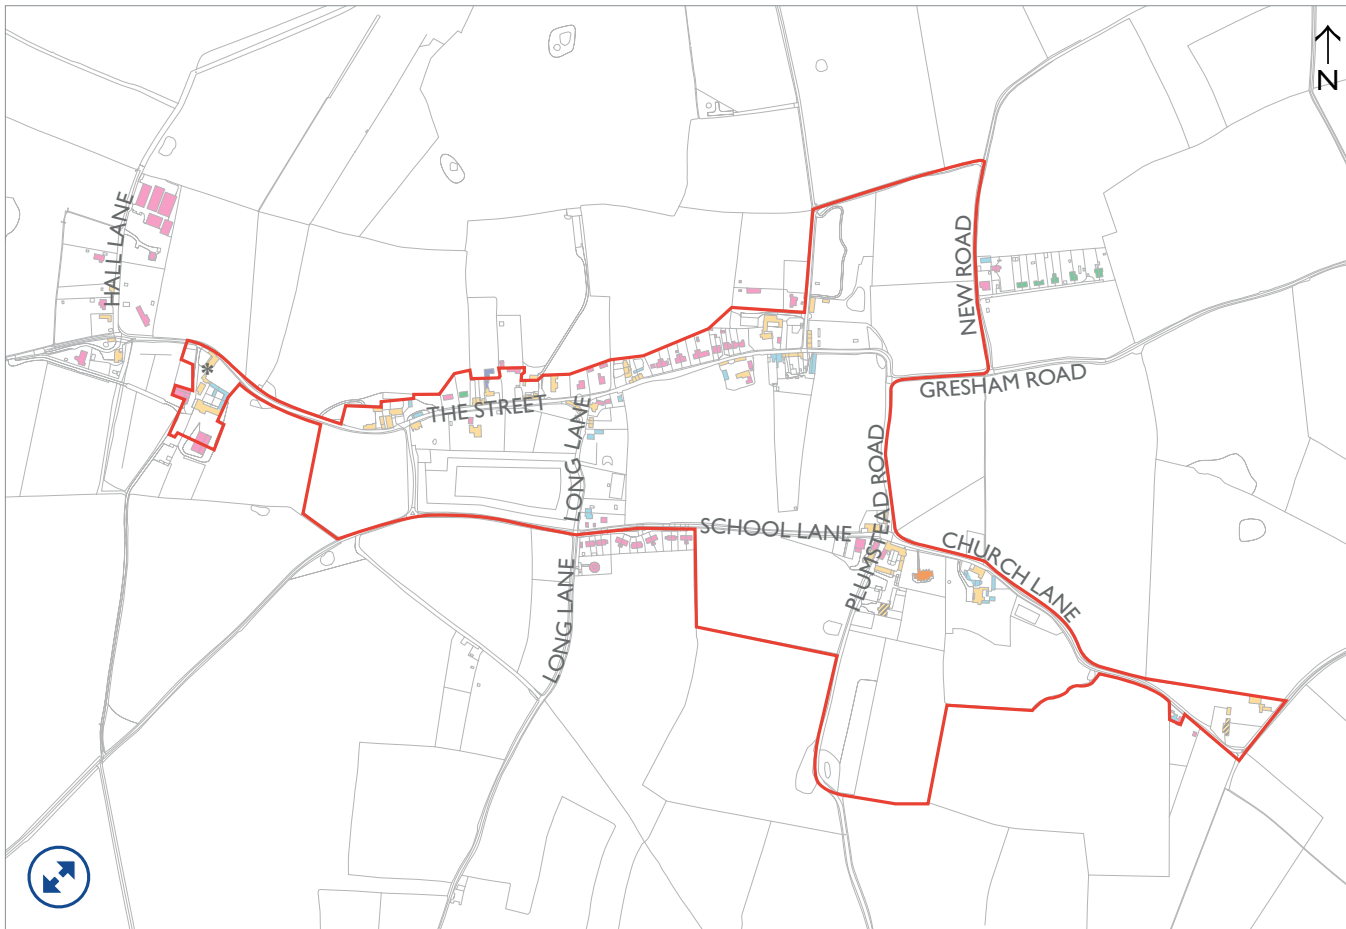 N
HALL LANE
NEW ROAD
GRESHAM ROAD
THE STREET
LONG LANE
PLUMSTEAD ROAD
SCHOOL LANE
CHURCH LANE
LONG LANE
*